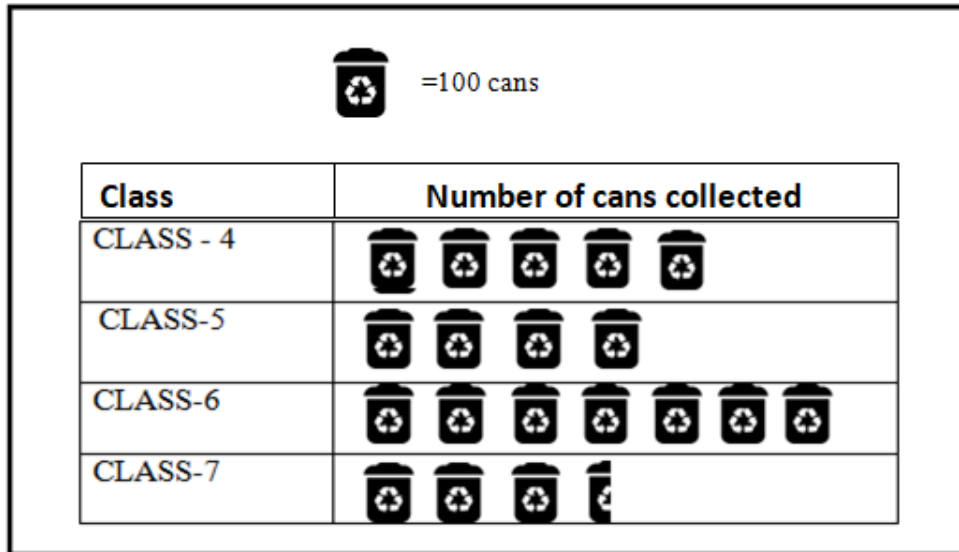 =100 cans
Class Number of cans collected
CLASS - 4
CLASS-5
CLASS-6
CLASS-7